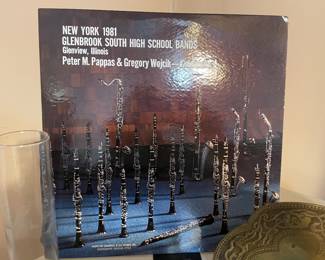 NEW YORK 1981
GLENBROOK SOUTH HIGH SCHOOL BANDS
Glenview, Illinois
Peter M. Pappas & Gregory Wojcik —